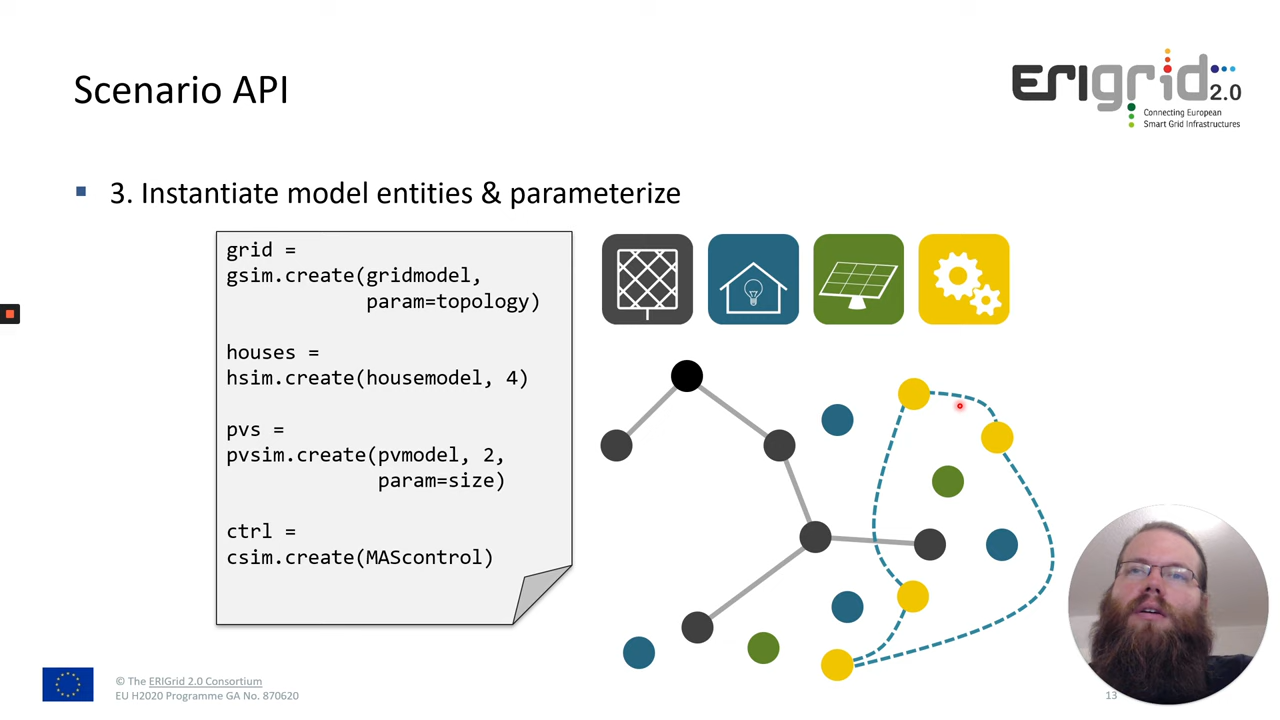 Scenario API
ERIgrid 2.0
Connecting European
Smart Grid Infrastructures
3. Instantiate model entities & parameterize
grid =
gsim.create(gridmodel,
param=topology)
houses =
hsim.create(housemodel, 4)
pvs =
pvsim.create(pvmodel, 2,
param=size)
ctrl =
csim.create(MAScontrol)
© The ERIGrid 2.0 Consortium
EU H2020 Programme GA No. 870620
13